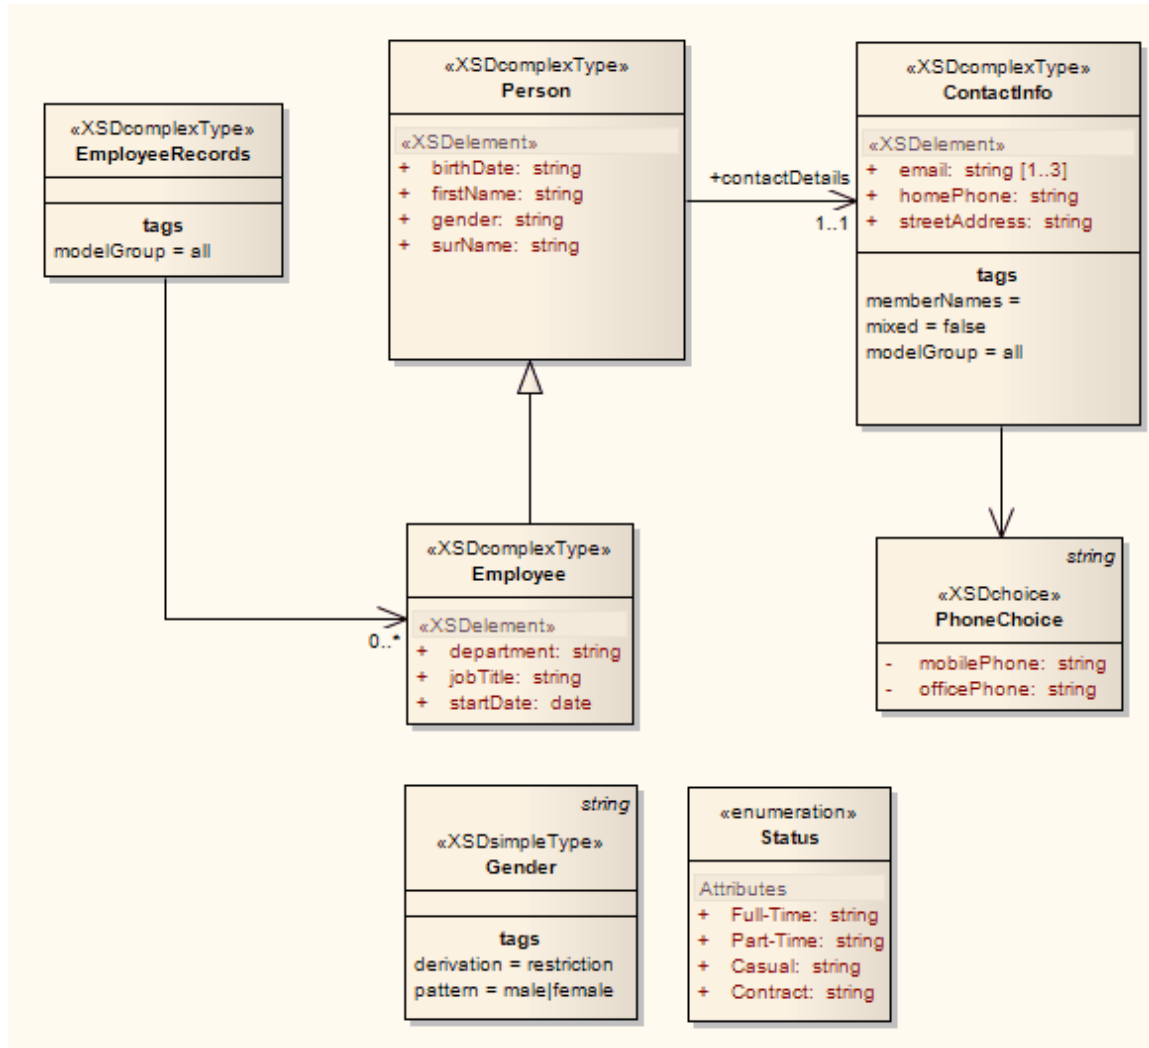 «XSDcomplexType»
EmployeeRecords
tags
modelGroup = all
«XSDcomplexType»
Person
«XSDelement»
+ birthDate: string
+ firstName: string
+ gender: string
+ surName: string
+contactDetails
1..1
«XSDcomplexType»
ContactInfo
«XSDelement»
+ email: string [1..3]
+ homePhone: string
+ streetAddress: string
tags
memberNames =
mixed = false
modelGroup = all
0..*
«XSDcomplexType»
Employee
«XSDelement»
+ department: string
+ jobTitle: string
+ startDate: date
string
«XSDchoice»
PhoneChoice
- mobilePhone: string
- officePhone: string
string
«XSDsimpleType»
Gender
tags
derivation = restriction
pattern = male|female
«enumeration»
Status
Attributes
+ Full-Time: string
+ Part-Time: string
+ Casual: string
+ Contract: string